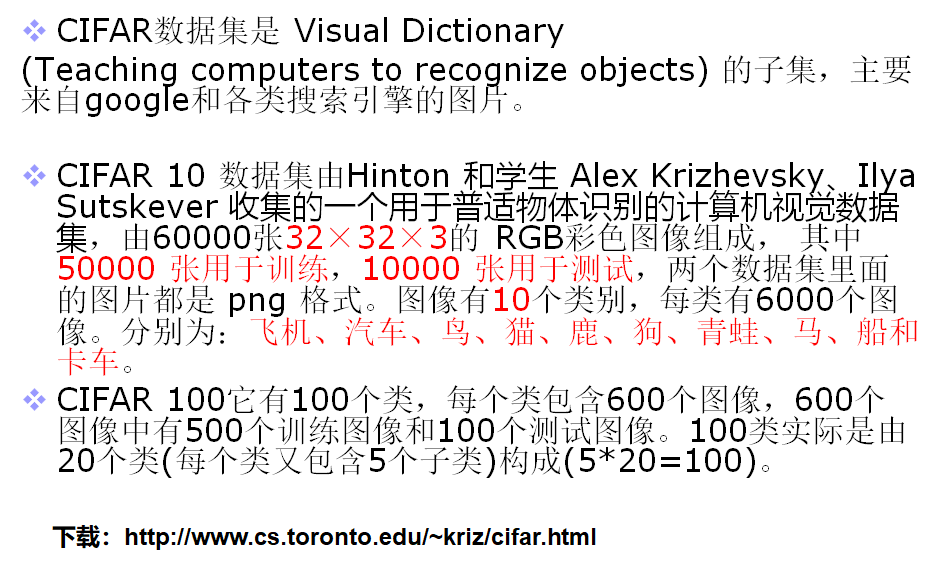 CIFAR数据集是 Visual Dictionary
(Teaching computers to recognize objects) 的子集，主要
来自google和各类搜索引擎的图片。
CIFAR 10 数据集由Hinton 和学生 Alex Krizhevsky、Ilya
Sutskever 收集的一个用于普适物体识别的计算机视觉数据
集，由60000张32×32×3的 RGB彩色图像组成， 其中
50000 张用于训练，10000 张用于测试，两个数据集里面
的图片都是 png 格式。图像有10个类别，每类有6000个图
像。分别为：飞机、汽车、鸟、猫、鹿、狗、青蛙、马、船和
卡车。
CIFAR 100它有100个类，每个类包含600个图像，600个
图像中有500个训练图像和100个测试图像。100类实际是由
20个类(每个类又包含5个子类)构成(5*20=100)。
下载：http://www.cs.toronto.edu/~kriz/cifar.html